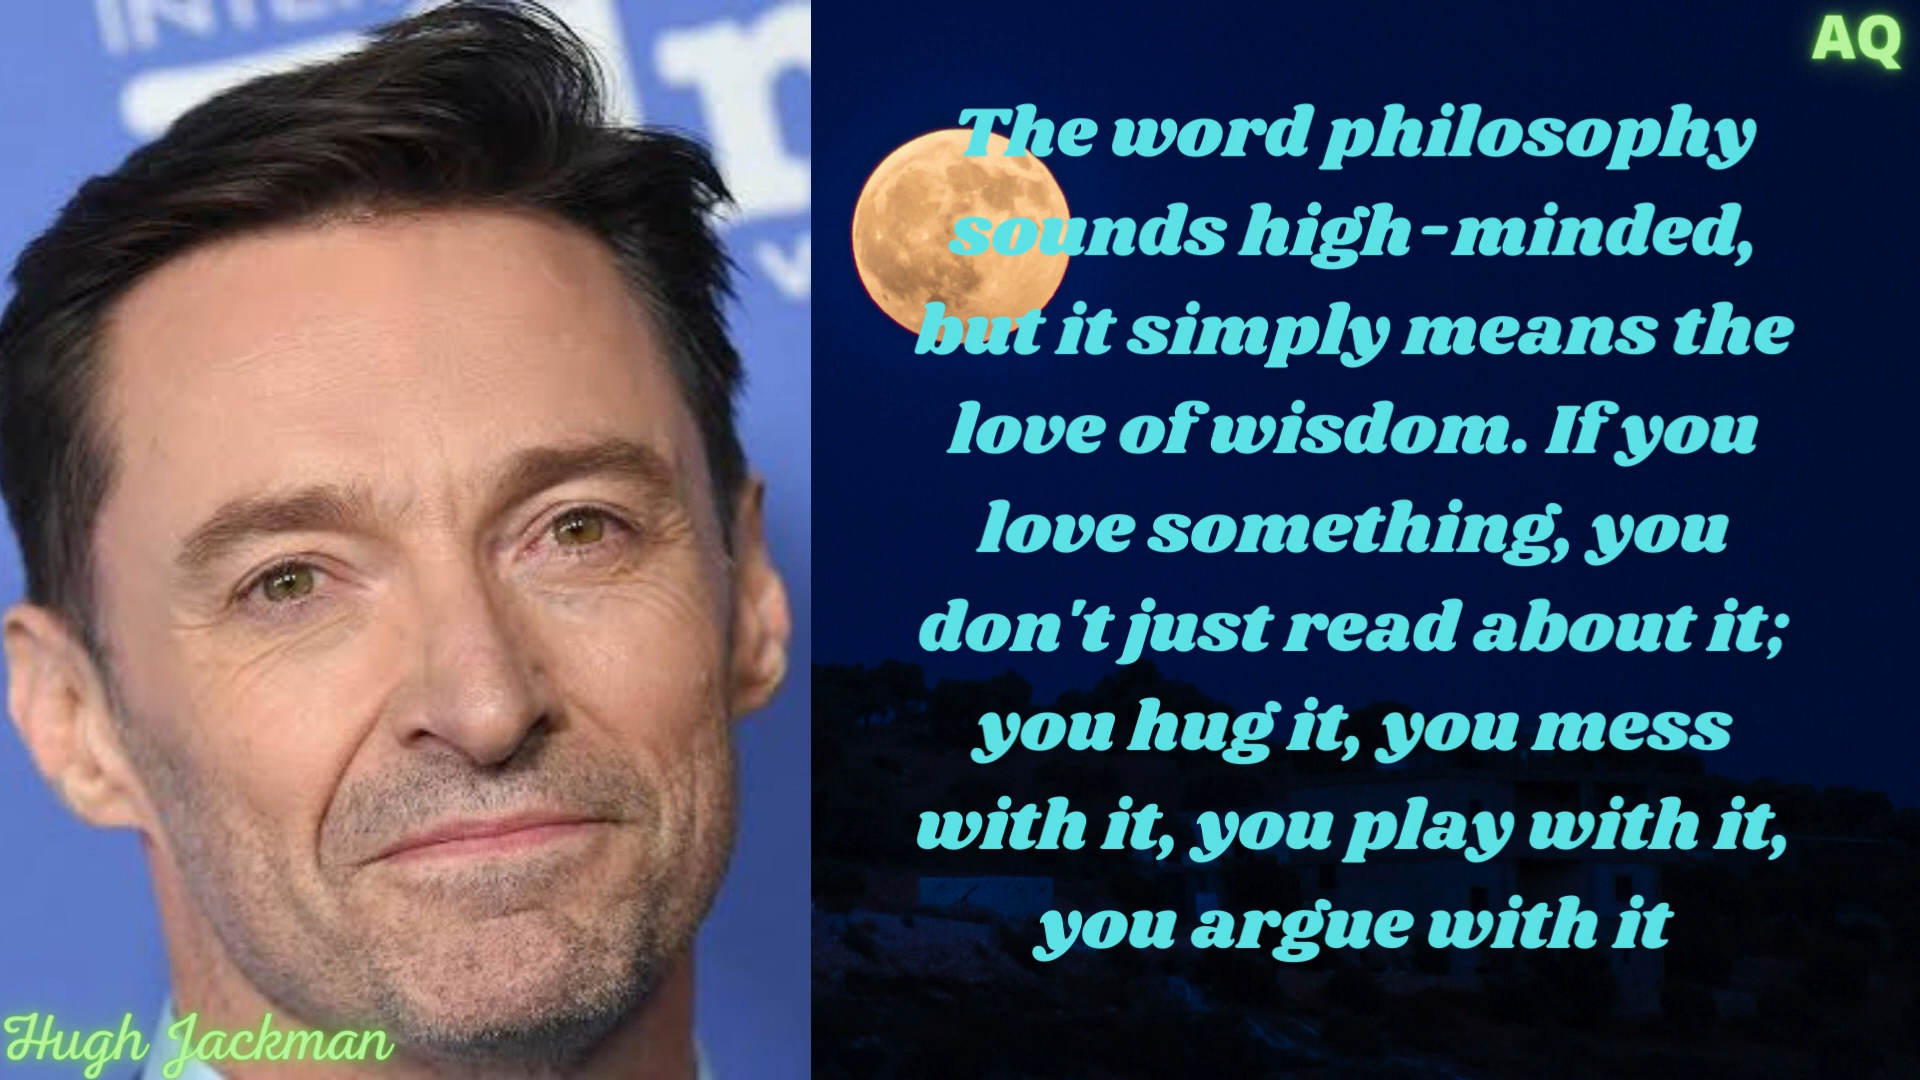 AQ
The word philosophy
sounds high-minded,
but it simply means the
love of wisdom. If you
love something, you
don't just read about it;
you hug it, you mess
with it, you play with it,
you argue with it
Hugh Jackman